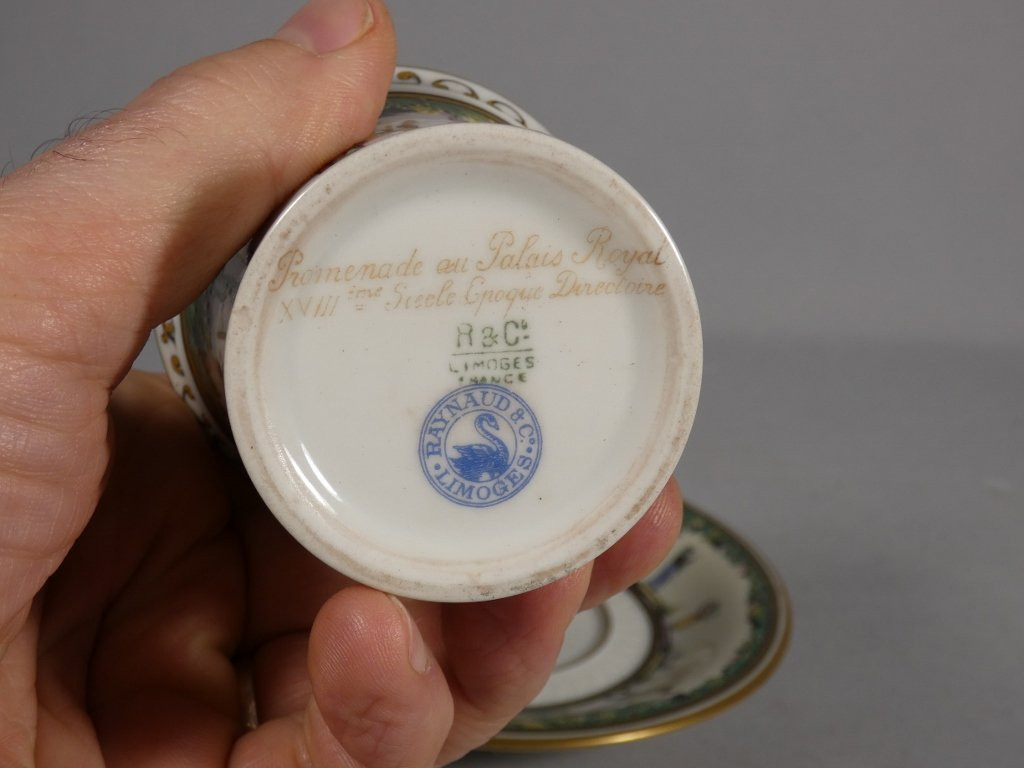 Promenade au Palais Royal
XVIII ème Siecle Epoque Directoire
R & Co.
LIMOGES
FRANCE
RAYNAUD & Co.
LIMOGES